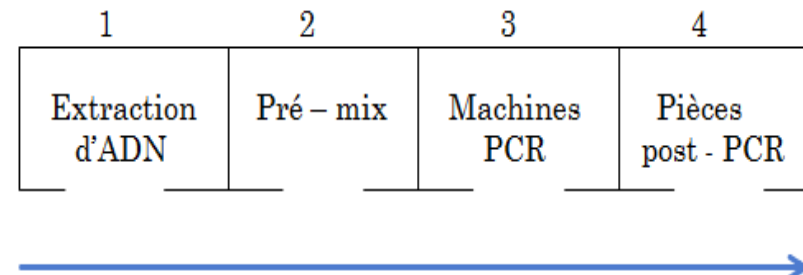 1 2 3 4
Extraction Pré – mix Machines Pièces
d'ADN PCR post - PCR